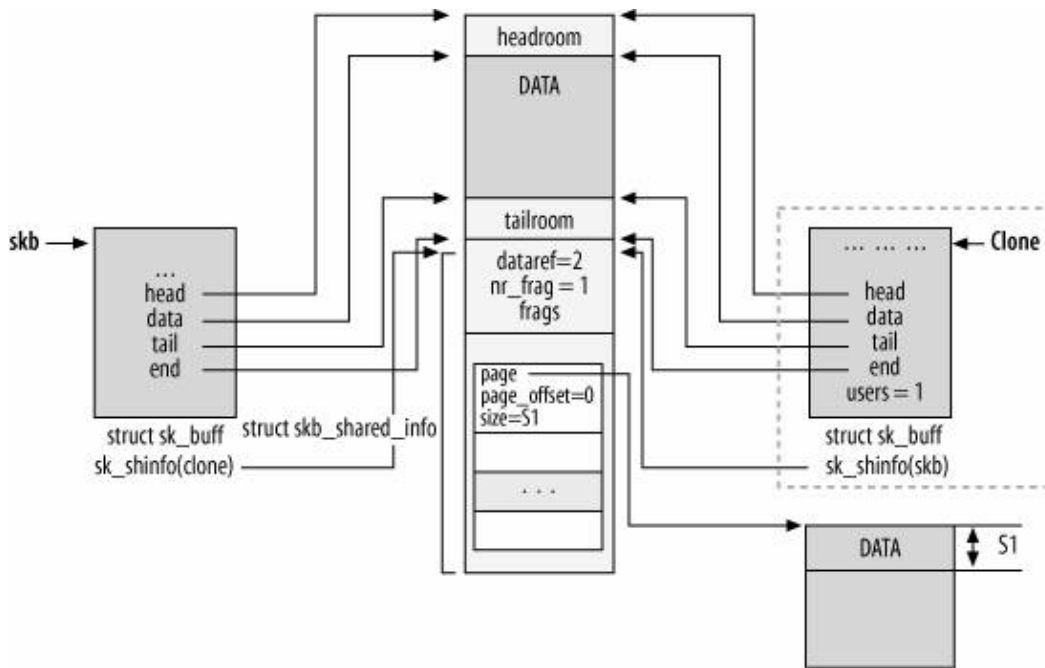 headroom
DATA
tailroom
skb
... ... ...
Clone
...
head
data
tail
end
dataref=2
nr_frag = 1
frags
head
data
tail
end
users = 1
page
page_offset=0
size=S1
struct sk_buff
struct skb_shared_info
sk_shinfo(clone)
struct sk_buff
sk_shinfo(skb)
. . .
DATA
S1